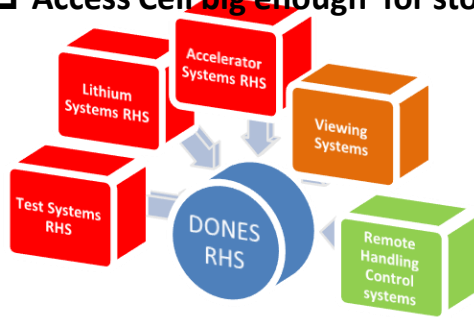 Access Cell big enough for sto
Accelerator
Systems RHS
Lithium
Systems RHS
Viewing
Systems
Test Systems
RHS
DONES
RHS
Remote
Handling
Control
systems